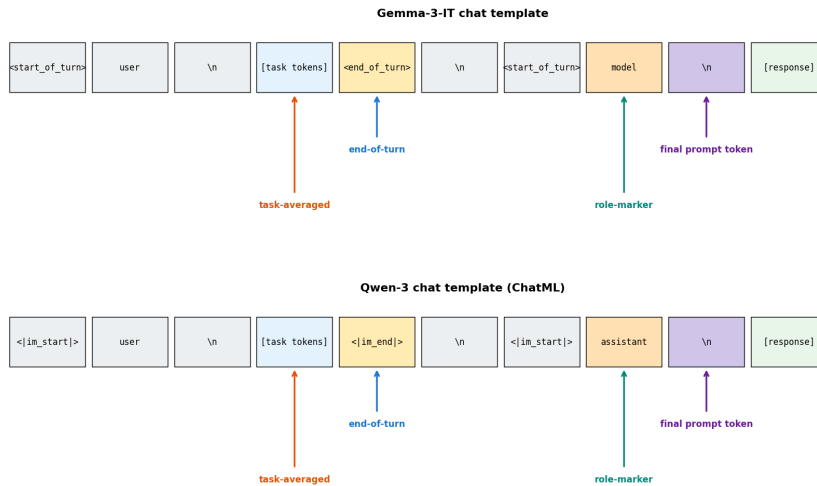 Gemma-3-IT chat template
<start_of_turn> user \n [task tokens] <end_of_turn> \n <start_of_turn> model \n [response]
end-of-turn final prompt token
task-averaged role-marker
Qwen-3 chat template (ChatML)
<|im_start|> user \n [task tokens] <|im_end|> \n <|im_start|> assistant \n [response]
end-of-turn final prompt token
task-averaged role-marker